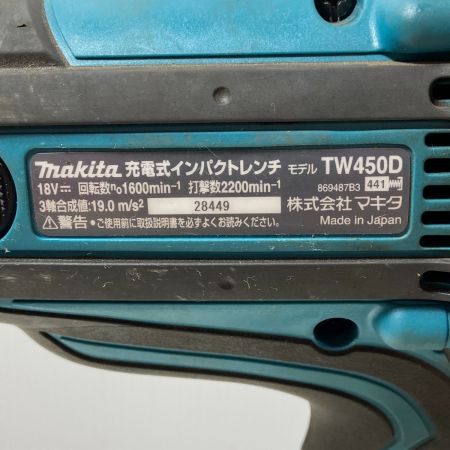 makita 充電式インパクトレンチ モデル TW450D
18V⎓ 回転数n₀1600min⁻¹ 打撃数2200min⁻¹ 869487B3 441
3軸合成値:19.0 m/s² 28449 株式会社 マキタ
⚠警告・ご使用前に取扱説明書を必ずよくお読みください。 Made in Japan